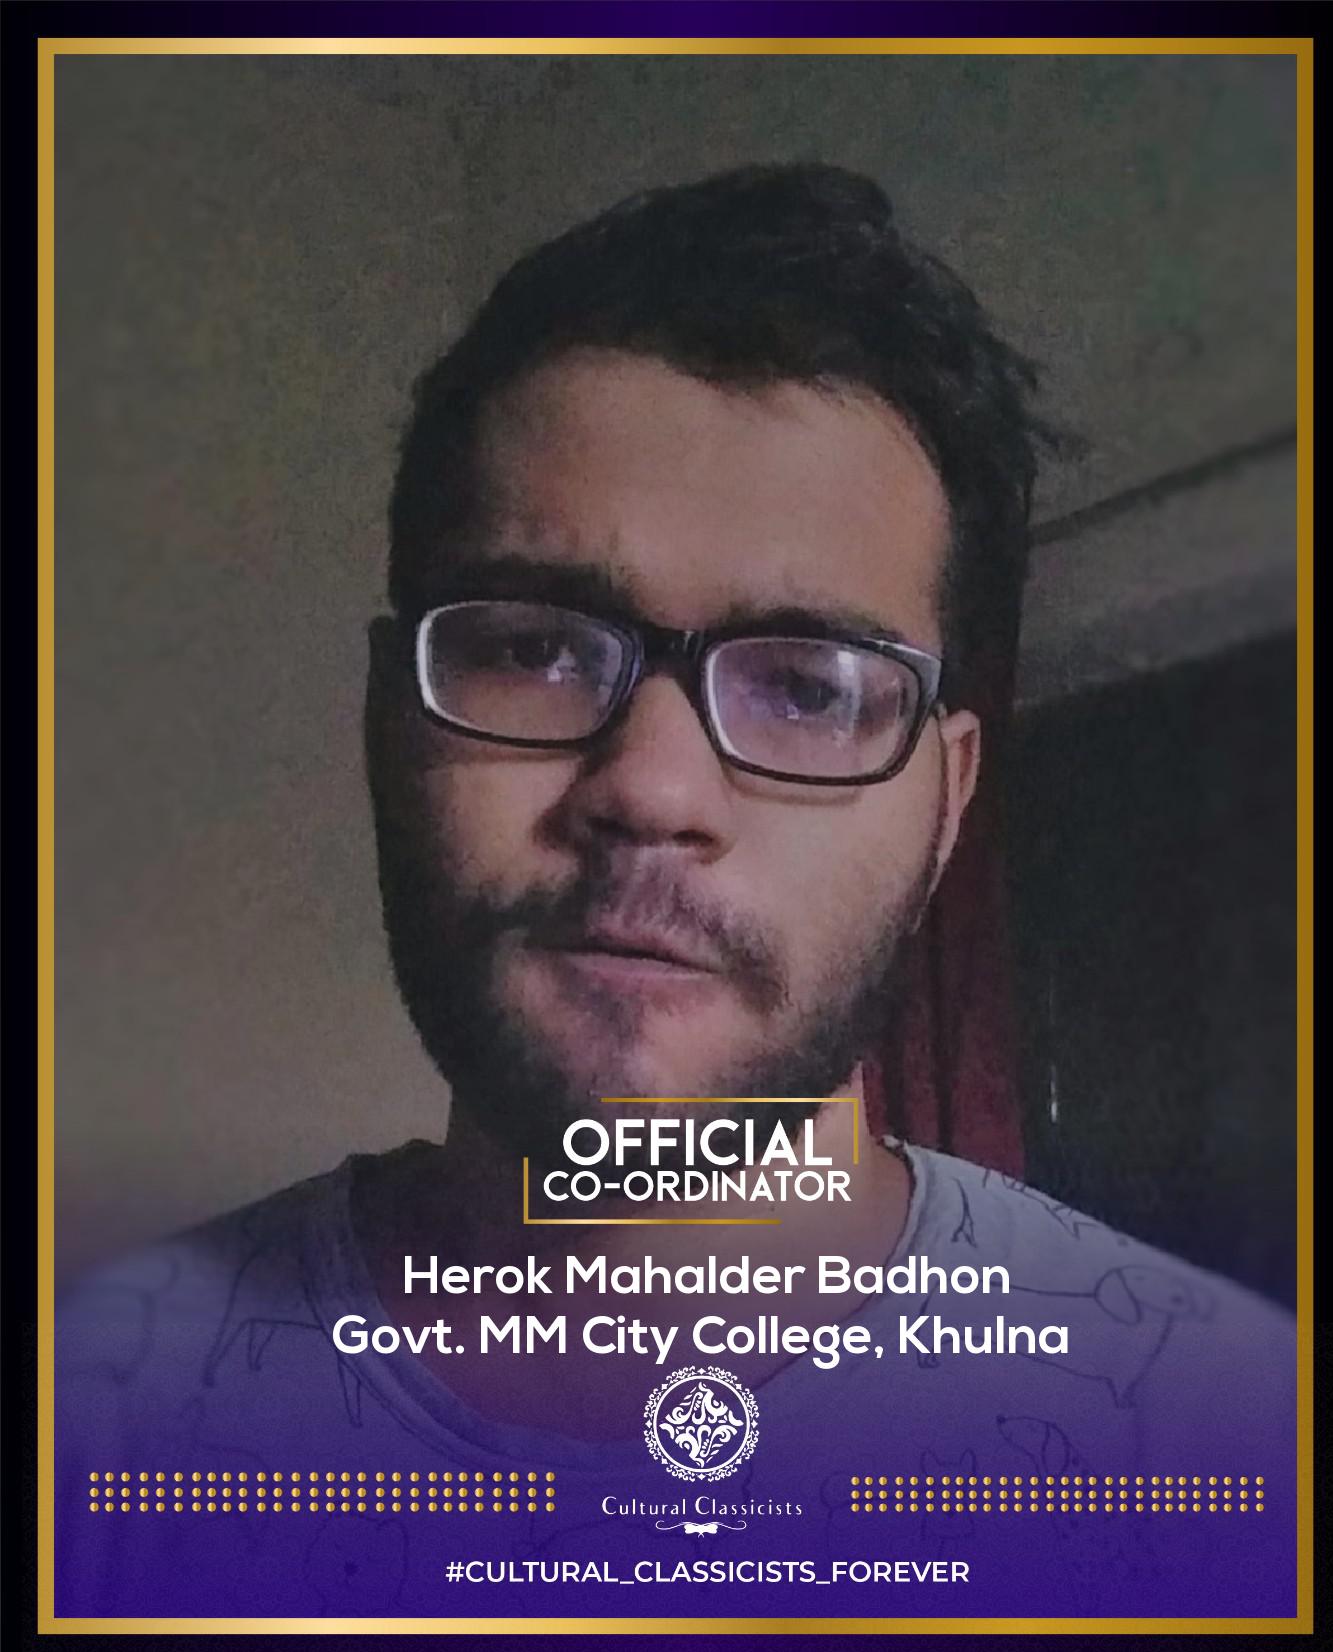 OFFICIAL
CO-ORDINATOR
Herok Mahalder Badhon
Govt. MM City College, Khulna
Cultural Classicists
#CULTURAL_CLASSICISTS_FOREVER